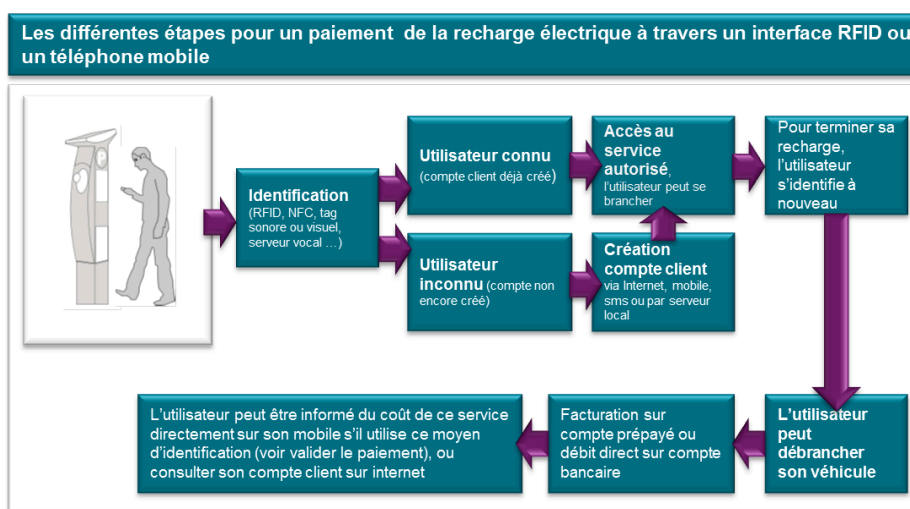 Les différentes étapes pour un paiement de la recharge électrique à travers un interface RFID ou
un téléphone mobile
Identification
(RFID, NFC, tag
sonore ou visuel,
serveur vocal ...)
Utilisateur connu
(compte client déjà créé)
Utilisateur
inconnu (compte non
encore créé)
Accès au
service
autorisé,
l'utilisateur peut se
brancher
Création
compte client
via Internet, mobile,
sms ou par serveur
local
Pour terminer sa
recharge,
l'utilisateur
s'identifie à
nouveau
L'utilisateur
peut
débrancher
son véhicule
Facturation sur
compte prépayé ou
débit direct sur compte
bancaire
L'utilisateur peut être informé du coût de ce service
directement sur son mobile s'il utilise ce moyen
d'identification (voir valider le paiement), ou
consulter son compte client sur internet